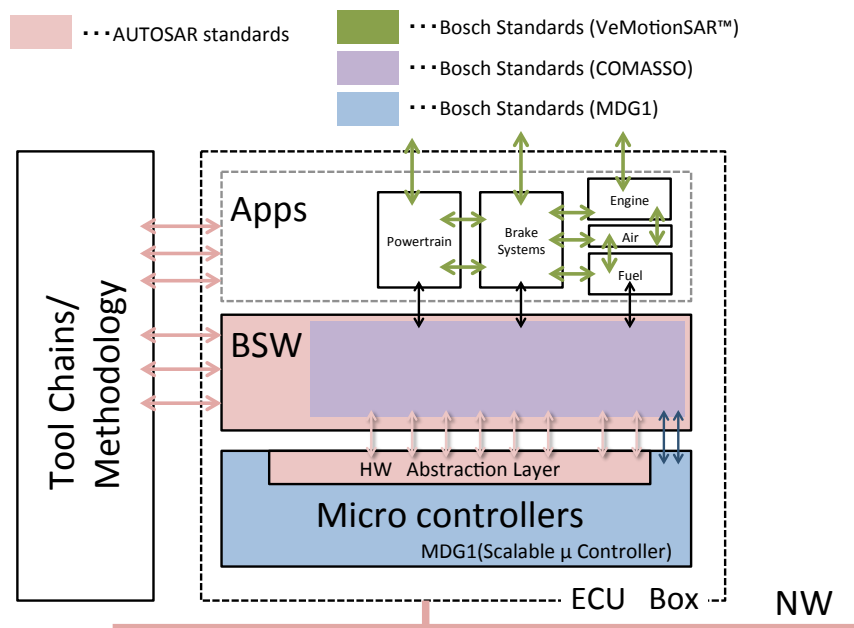 ･･･AUTOSAR standards
･･･Bosch Standards (VeMotionSAR™)
･･･Bosch Standards (COMASSO)
･･･Bosch Standards (MDG1)
Tool Chains/
Methodology
Apps
Powertrain
Brake
Systems
Engine
Air
Fuel
BSW
HW Abstraction Layer
Micro controllers
MDG1(Scalable μ Controller)
ECU Box
NW